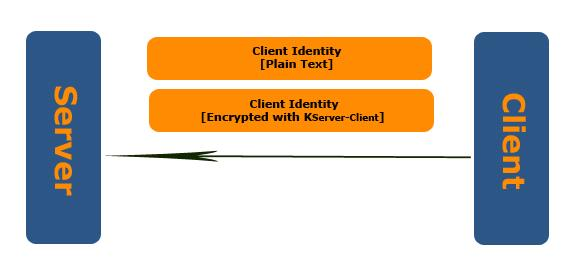 Server
Client Identity
[Plain Text]
Client Identity
[Encrypted with KServer-Client]
Client